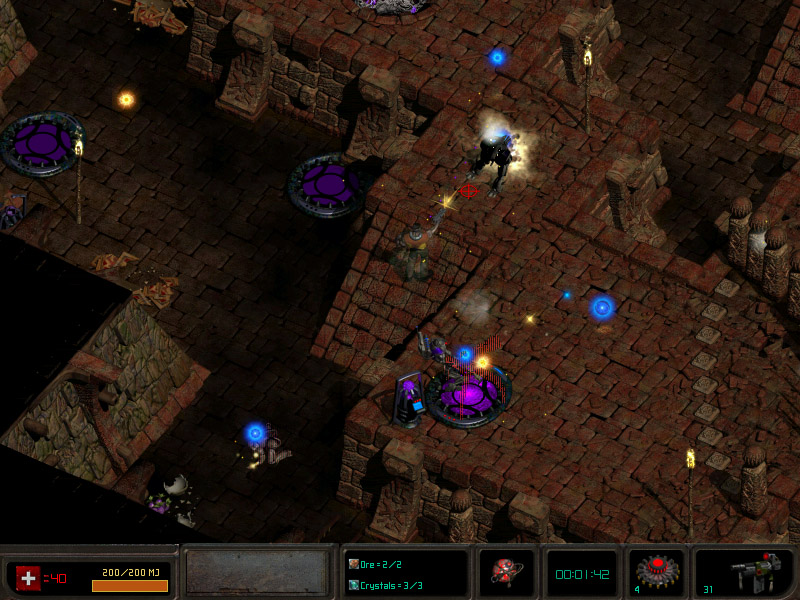 :40
200/200 MJ
Ore = 2/2
Crystals = 3/3
00:01:42
4
31